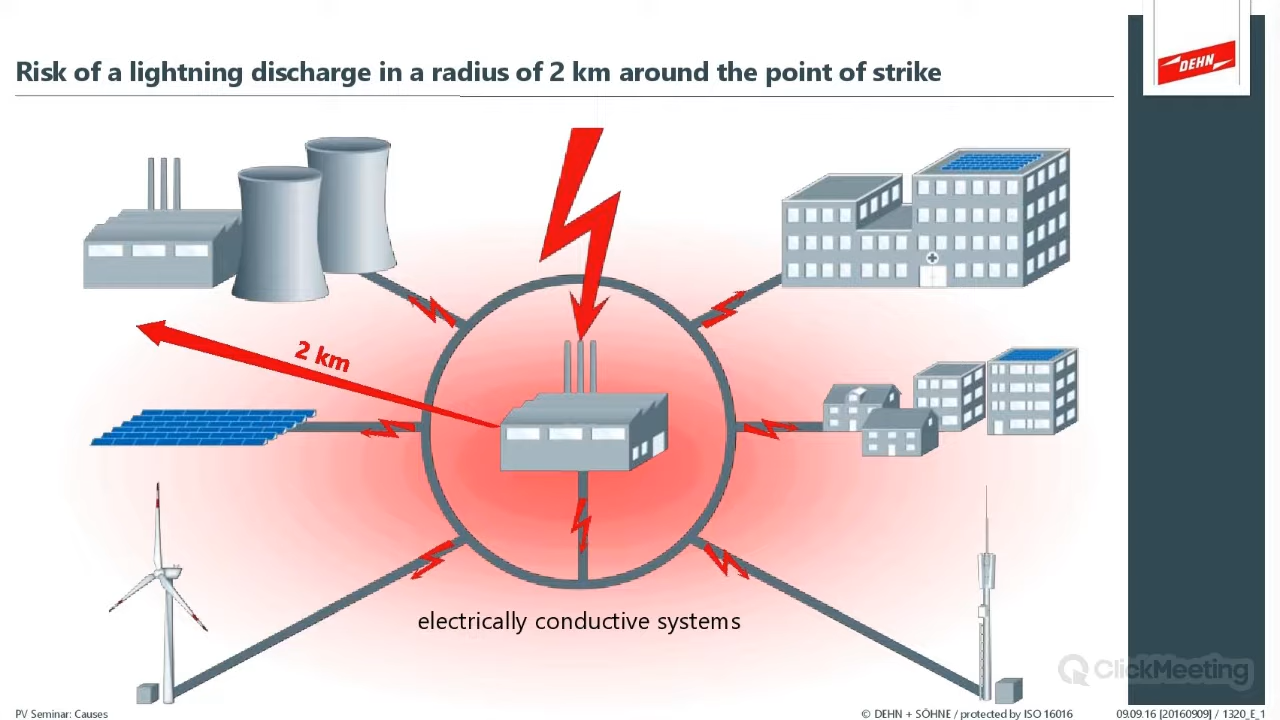 Risk of a lightning discharge in a radius of 2 km around the point of strike
DEHN
2 km
electrically conductive systems
ClickMeeting
PV Seminar: Causes
© DEHN + SÖHNE / protected by ISO 16016
09.09.16 [20160909] / 1320_E_1